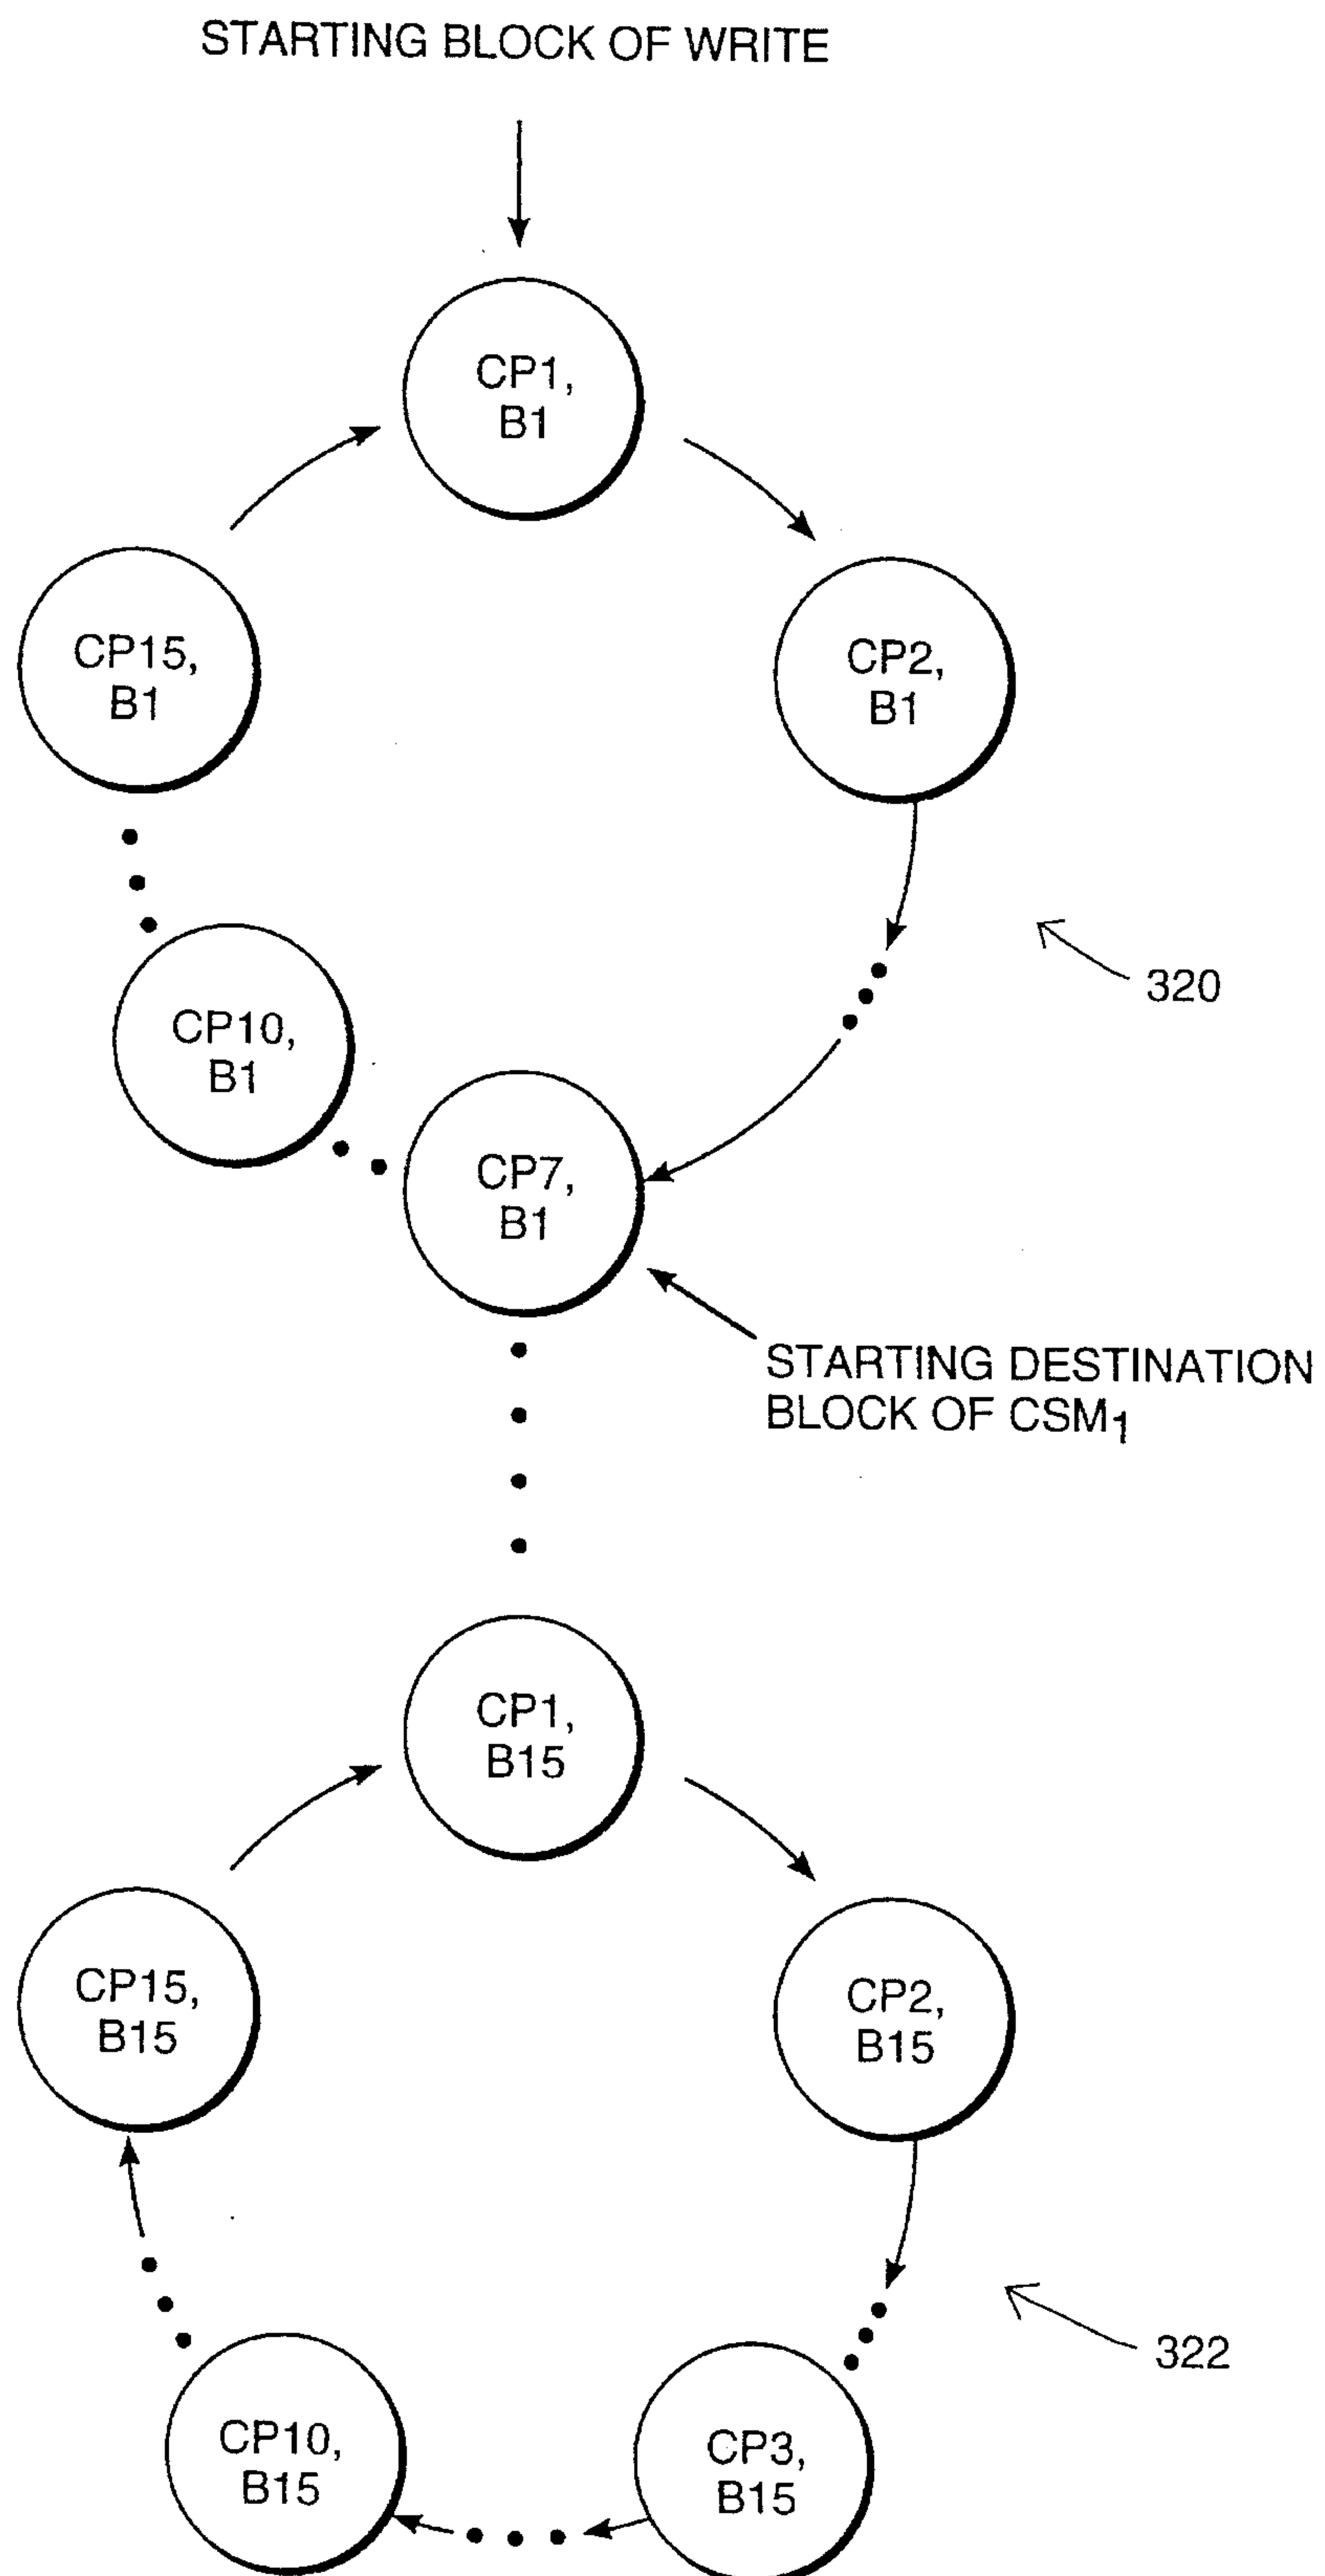 STARTING BLOCK OF WRITE
CP1,
B1
CP15,
B1
CP2,
B1
320
CP10,
B1
CP7,
B1
STARTING DESTINATION
BLOCK OF CSM₁
CP1,
B15
CP15,
B15
CP2,
B15
322
CP10,
B15
CP3,
B15